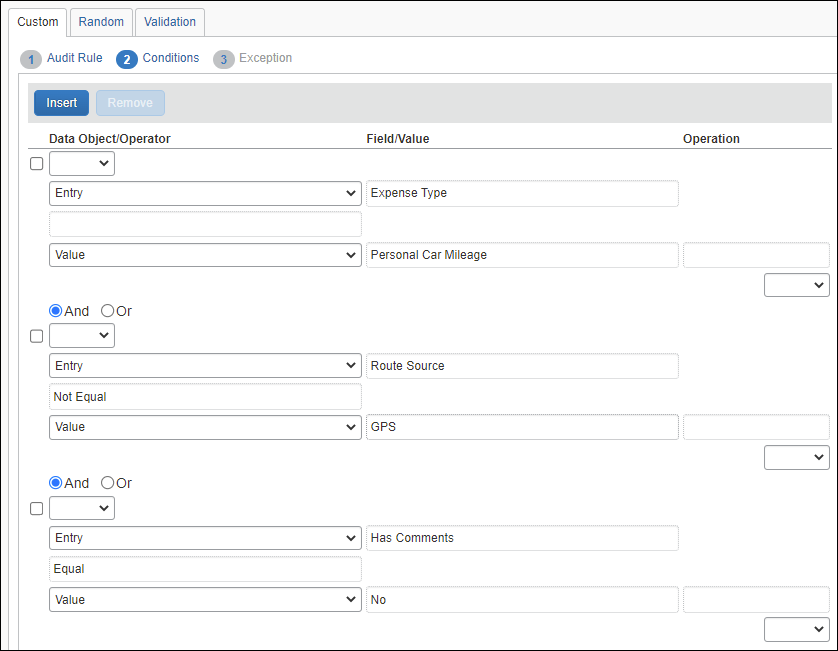 Custom Random Validation
1 Audit Rule 2 Conditions 3 Exception
Insert Remove
Data Object/Operator Field/Value Operation
Entry Expense Type
Value Personal Car Mileage
And Or
Entry Route Source
Not Equal
Value GPS
And Or
Entry Has Comments
Equal
Value No